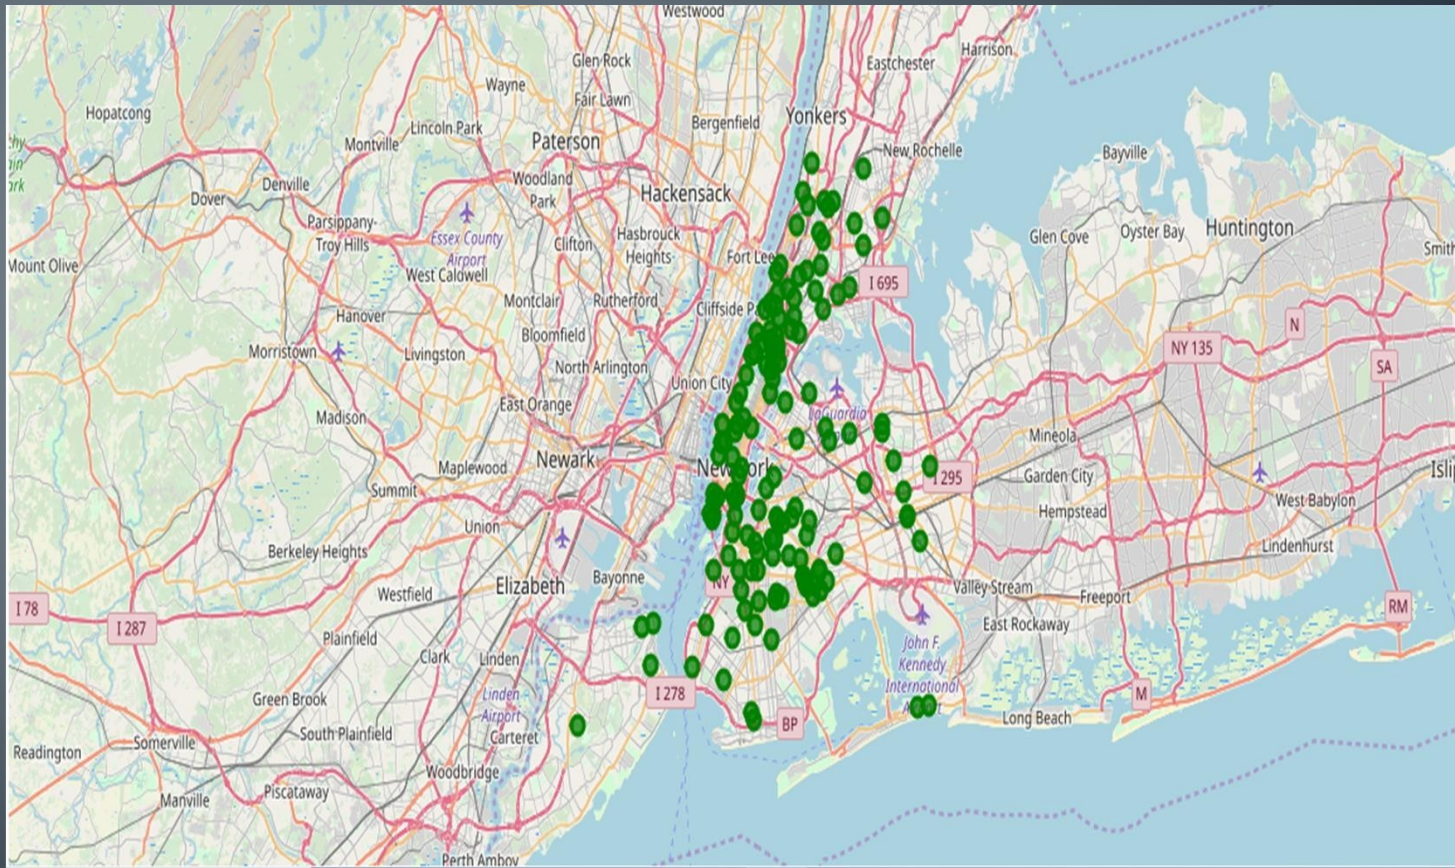 Westwood
Harrison
Glen Rock
Eastchester
Wayne
Hopatcong
Fair Lawn
Yonkers
Bergenfield
Lincoln Park
Paterson
Montville
New Rochelle
Bayville
Woodland
Park
Denville
Dover
Hackensack
Parsippany-
Troy Hills
Essex County
Airport
Clifton
Hasbrouck
Heights
Glen Cove
Oyster Bay
Huntington
Mount Olive
West Caldwell
Fort Lee
I 695
Montclair
Rutherford
Hanover
Bloomfield
N
Morristown
Livingston
North Arlington
NY 135
SA
Union City
East Orange
Madison
LaGuardia
Mineola
Newark
New York
Maplewood
I 295
Garden City
Summit
West Babylon
Union
Hempstead
Berkeley Heights
Lindenhurst
Elizabeth
Bayonne
NY
Valley Stream
Freeport
Westfield
I 78
I 287
RM
East Rockaway
Plainfield
John F.
Kennedy
International
Clark
Linden
Green Brook
Linden
Airport
I 278
M
South Plainfield
Carteret
BP
Long Beach
Readington
Somerville
Woodbridge
Manville
Piscataway
Perth Amboy